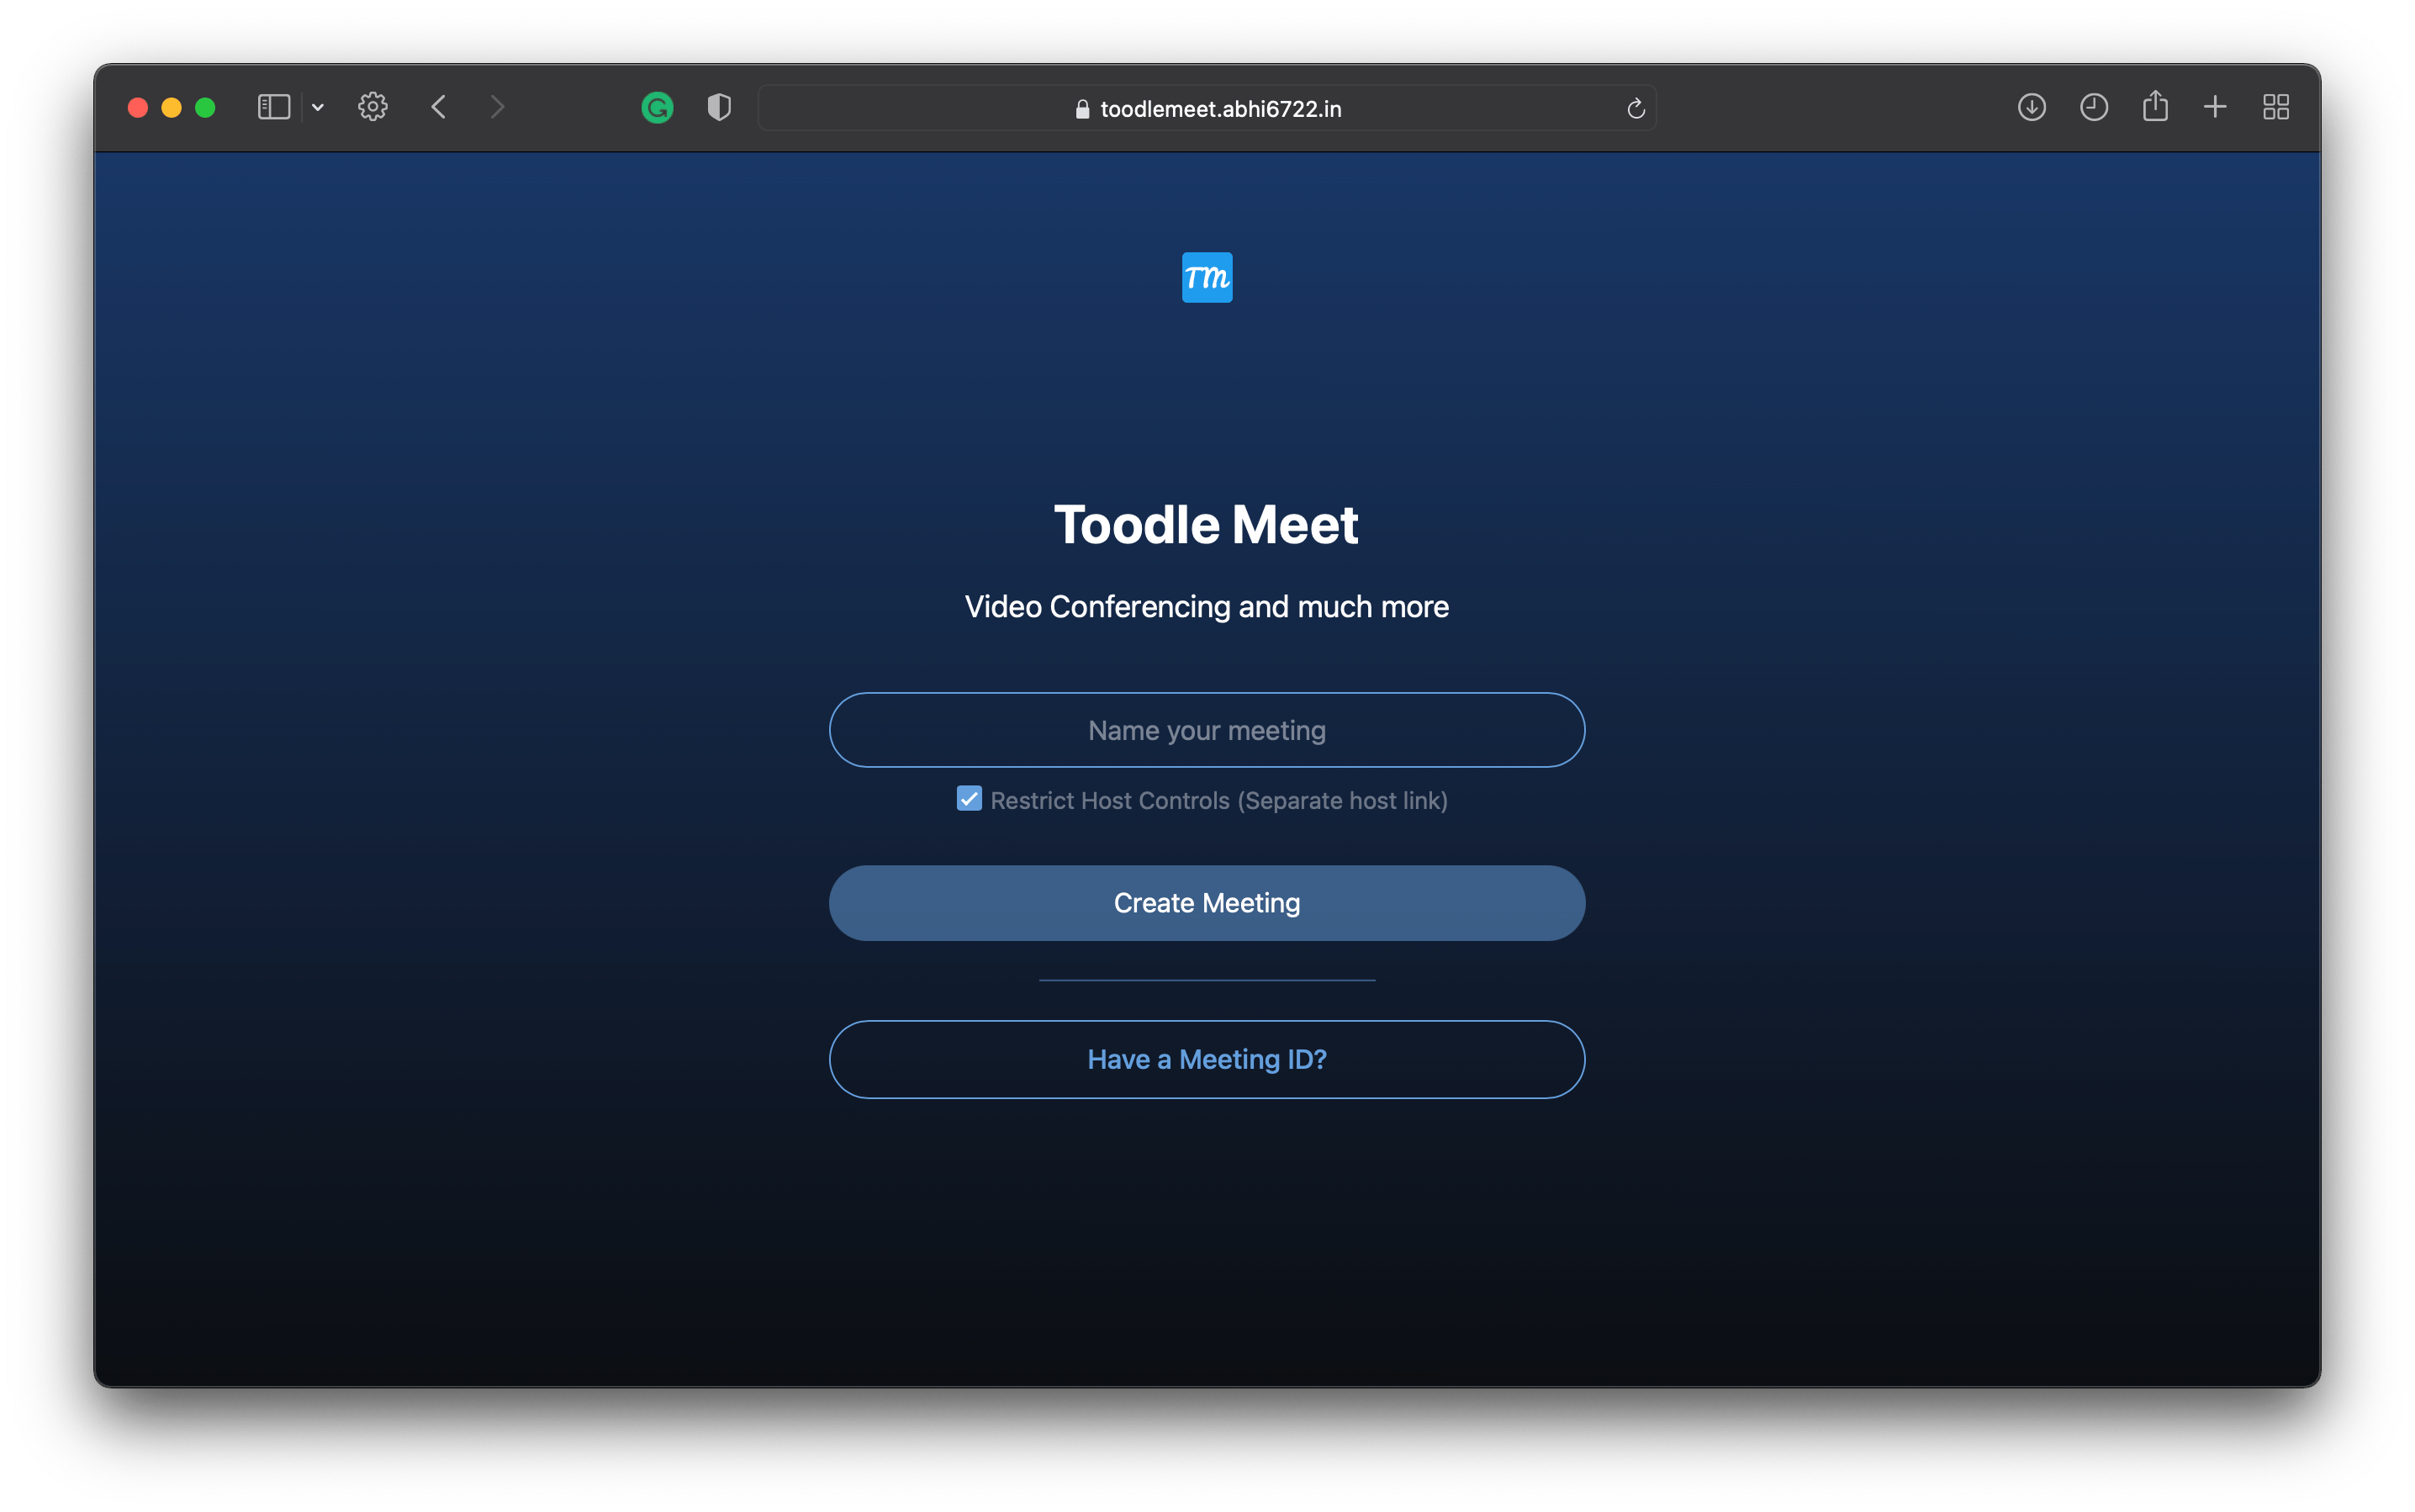 toodlemeet.abhi6722.in
TM
Toodle Meet
Video Conferencing and much more
Name your meeting
Restrict Host Controls (Separate host link)
Create Meeting
Have a Meeting ID?